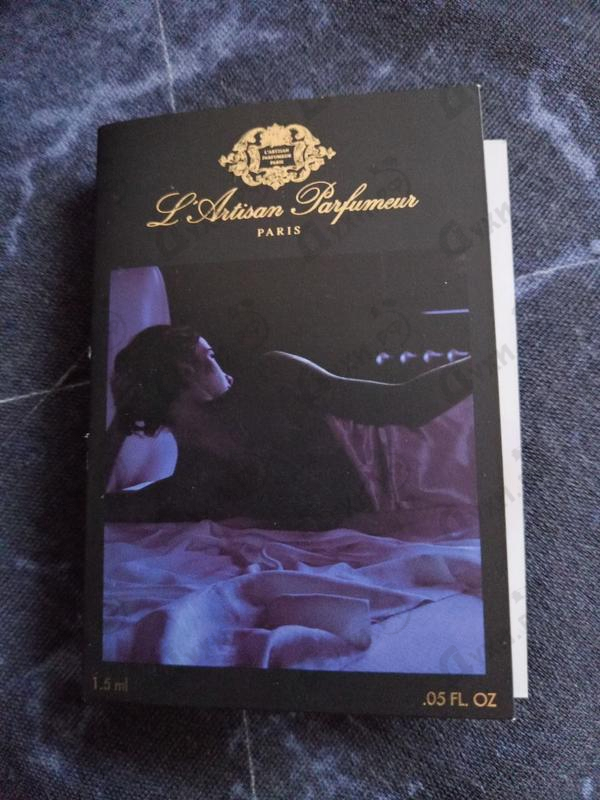 L'ARTISAN
PARFUMEUR
PARIS
L'Artisan Parfumeur
PARIS
1.5 ml
.05 FL. OZ